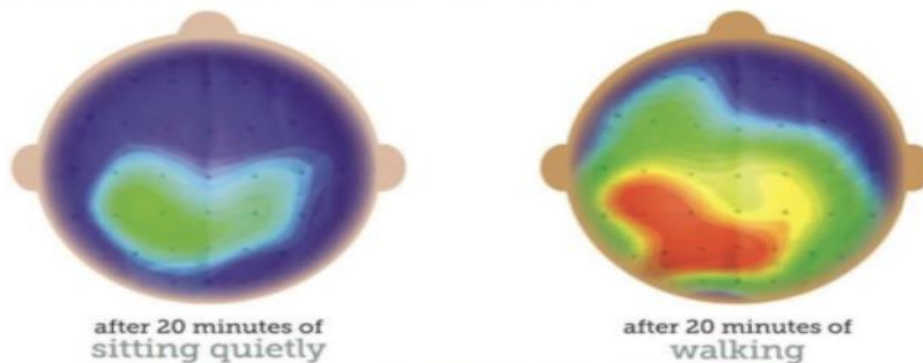 after 20 minutes of
sitting quietly
after 20 minutes of
walking